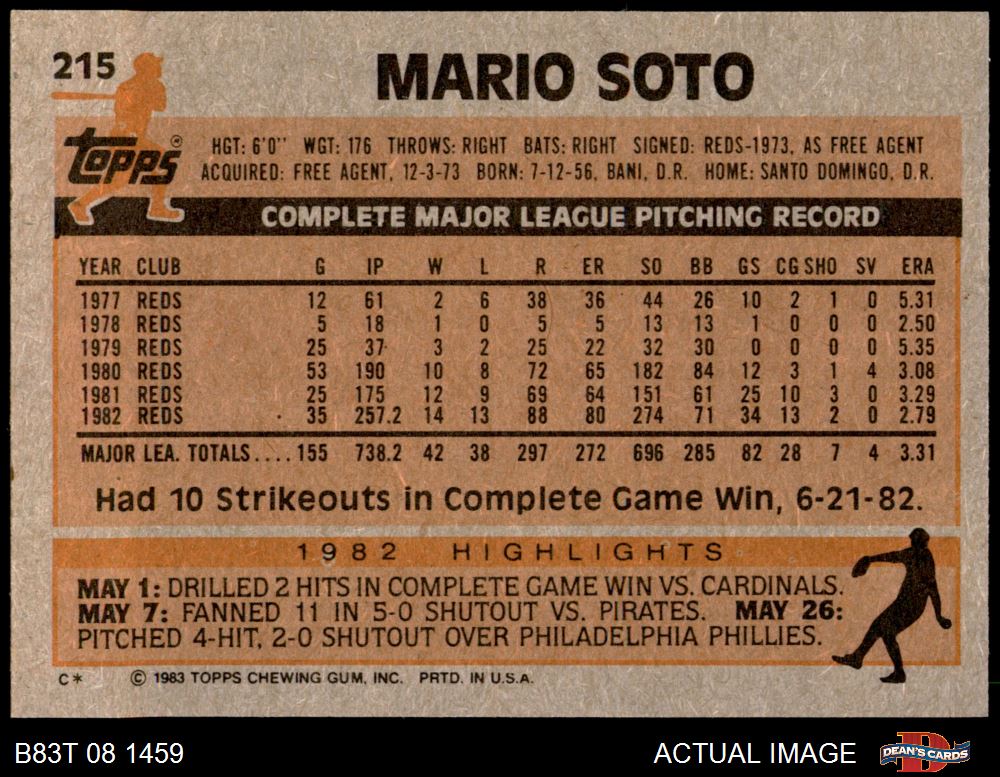 215 MARIO SOTO
topps® HGT: 6'0" WGT: 176 THROWS: RIGHT BATS: RIGHT SIGNED: REDS-1973, AS FREE AGENT
ACQUIRED: FREE AGENT, 12-3-73 BORN: 7-12-56, BANI, D.R. HOME: SANTO DOMINGO, D.R.
COMPLETE MAJOR LEAGUE PITCHING RECORD
YEAR CLUB G IP W L R ER SO BB GS CG SHO SV ERA
1977 REDS 12 61 2 6 38 36 44 26 10 2 1 0 5.31
1978 REDS 5 18 1 0 5 5 13 13 1 0 0 0 2.50
1979 REDS 25 37 3 2 25 22 32 30 0 0 0 0 5.35
1980 REDS 53 190 10 8 72 65 182 84 12 3 1 4 3.08
1981 REDS 25 175 12 9 69 64 151 61 25 10 3 0 3.29
1982 REDS 35 257.2 14 13 88 80 274 71 34 13 2 0 2.79
MAJOR LEA. TOTALS.... 155 738.2 42 38 297 272 696 285 82 28 7 4 3.31
Had 10 Strikeouts in Complete Game Win, 6-21-82.
1982 HIGHLIGHTS
MAY 1: DRILLED 2 HITS IN COMPLETE GAME WIN VS. CARDINALS.
MAY 7: FANNED 11 IN 5-0 SHUTOUT VS. PIRATES. MAY 26:
PITCHED 4-HIT, 2-0 SHUTOUT OVER PHILADELPHIA PHILLIES.
C* © 1983 TOPPS CHEWING GUM, INC. PRTD. IN U.S.A.
B83T 08 1459 ACTUAL IMAGE DEAN'S CARDS